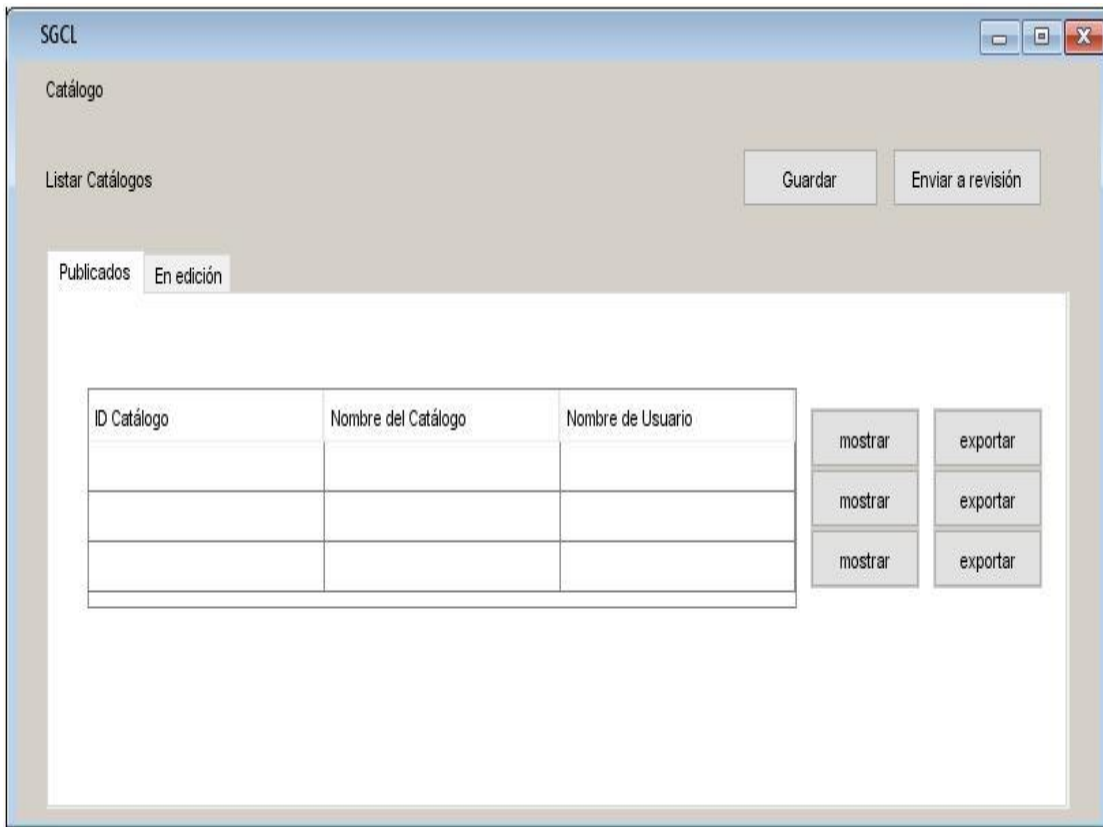 SGCL
Catálogo
Listar Catálogos Guardar Enviar a revisión
Publicados En edición
ID Catálogo Nombre del Catálogo Nombre de Usuario
mostrar exportar
mostrar exportar
mostrar exportar